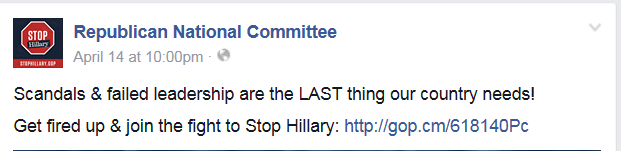 STOP
Hillary
STOPHILLARY.GOP
Republican National Committee
April 14 at 10:00pm ·
Scandals & failed leadership are the LAST thing our country needs!
Get fired up & join the fight to Stop Hillary: http://gop.cm/618140Pc